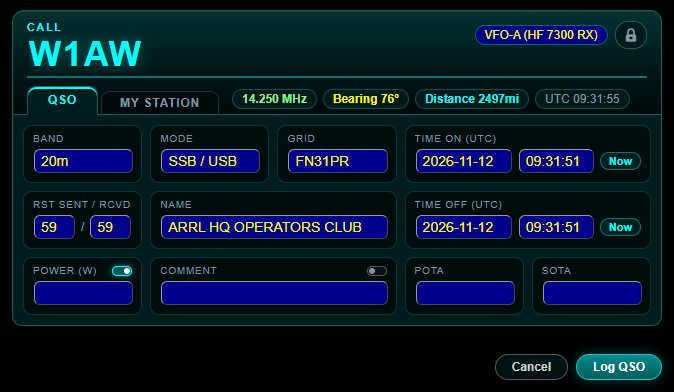 CALL
W1AW
VFO-A (HF 7300 RX)
QSO
MY STATION
14.250 MHz
Bearing 76°
Distance 2497mi
UTC 09:31:55
BAND
20m
MODE
SSB / USB
GRID
FN31PR
TIME ON (UTC)
2026-11-12
09:31:51
Now
RST SENT / RCVD
59 / 59
NAME
ARRL HQ OPERATORS CLUB
TIME OFF (UTC)
2026-11-12
09:31:51
Now
POWER (W)
COMMENT
POTA
SOTA
Cancel
Log QSO